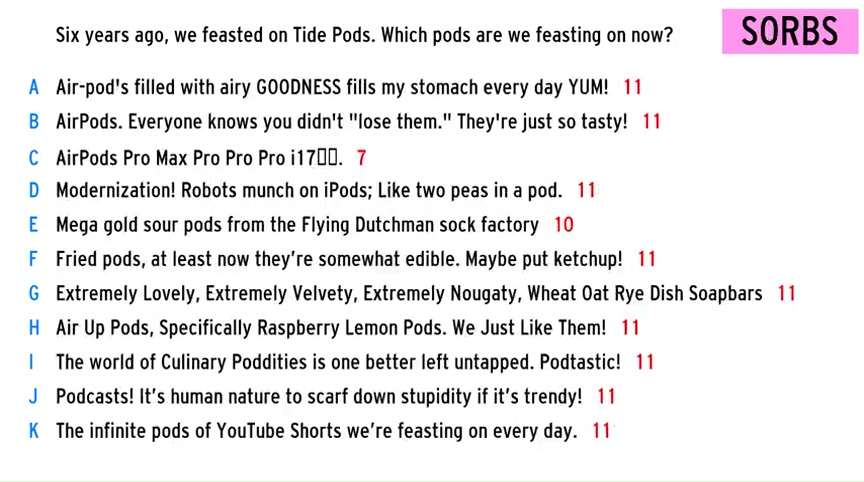 Six years ago, we feasted on Tide Pods. Which pods are we feasting on now?
SORBS
A Air-pod's filled with airy GOODNESS fills my stomach every day YUM! 11
B AirPods. Everyone knows you didn't "lose them." They're just so tasty! 11
C AirPods Pro Max Pro Pro Pro i17▯▯. 7
D Modernization! Robots munch on iPods; Like two peas in a pod. 11
E Mega gold sour pods from the Flying Dutchman sock factory 10
F Fried pods, at least now they’re somewhat edible. Maybe put ketchup! 11
G Extremely Lovely, Extremely Velvety, Extremely Nougaty, Wheat Oat Rye Dish Soapbars 11
H Air Up Pods, Specifically Raspberry Lemon Pods. We Just Like Them! 11
I The world of Culinary Poddities is one better left untapped. Podtastic! 11
J Podcasts! It’s human nature to scarf down stupidity if it’s trendy! 11
K The infinite pods of YouTube Shorts we’re feasting on every day. 11